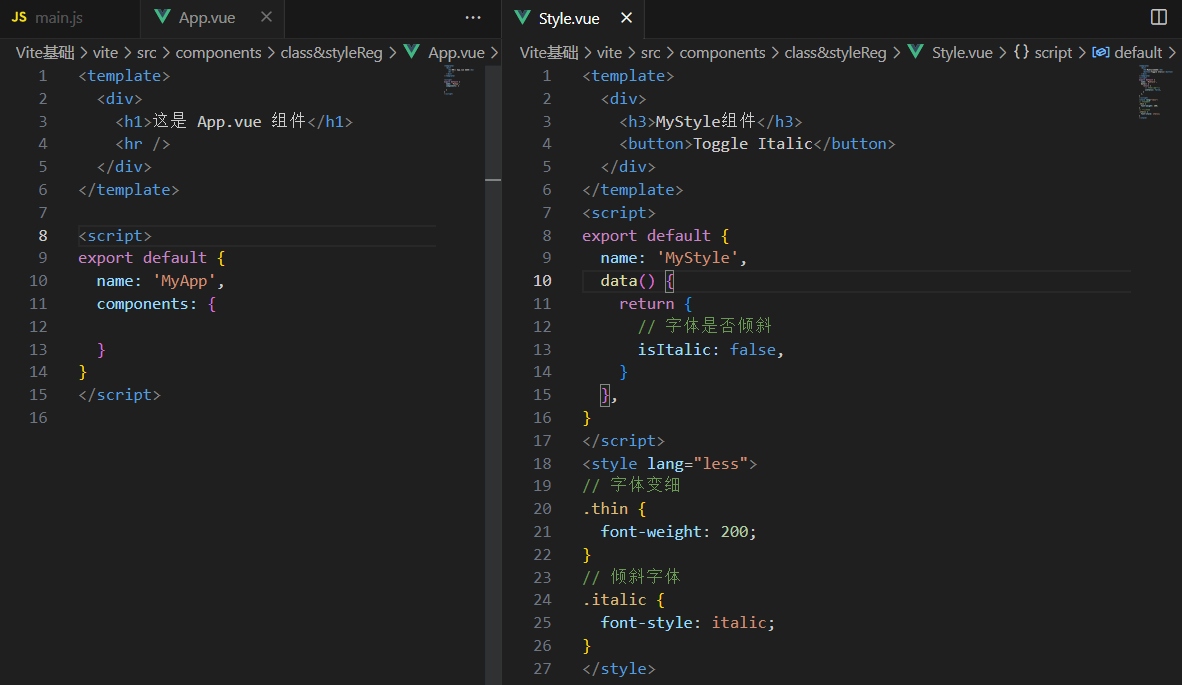 JS main.js
App.vue
Vite基础 > vite > src > components > class&styleReg > App.vue >
1 <template>
2 <div>
3 <h1>这是 App.vue 组件</h1>
4 <hr />
5 </div>
6 </template>
7
8 <script>
9 export default {
10 name: 'MyApp',
11 components: {
12
13 }
14 }
15 </script>
16
Style.vue
Vite基础 > vite > src > components > class&styleReg > Style.vue > {} script > default >
1 <template>
2 <div>
3 <h3>MyStyle组件</h3>
4 <button>Toggle Italic</button>
5 </div>
6 </template>
7 <script>
8 export default {
9 name: 'MyStyle',
10 data() {
11 return {
12 // 字体是否倾斜
13 isItalic: false,
14 }
15 },
16 }
17 </script>
18 <style lang="less">
19 // 字体变细
20 .thin {
21 font-weight: 200;
22 }
23 // 倾斜字体
24 .italic {
25 font-style: italic;
26 }
27 </style>